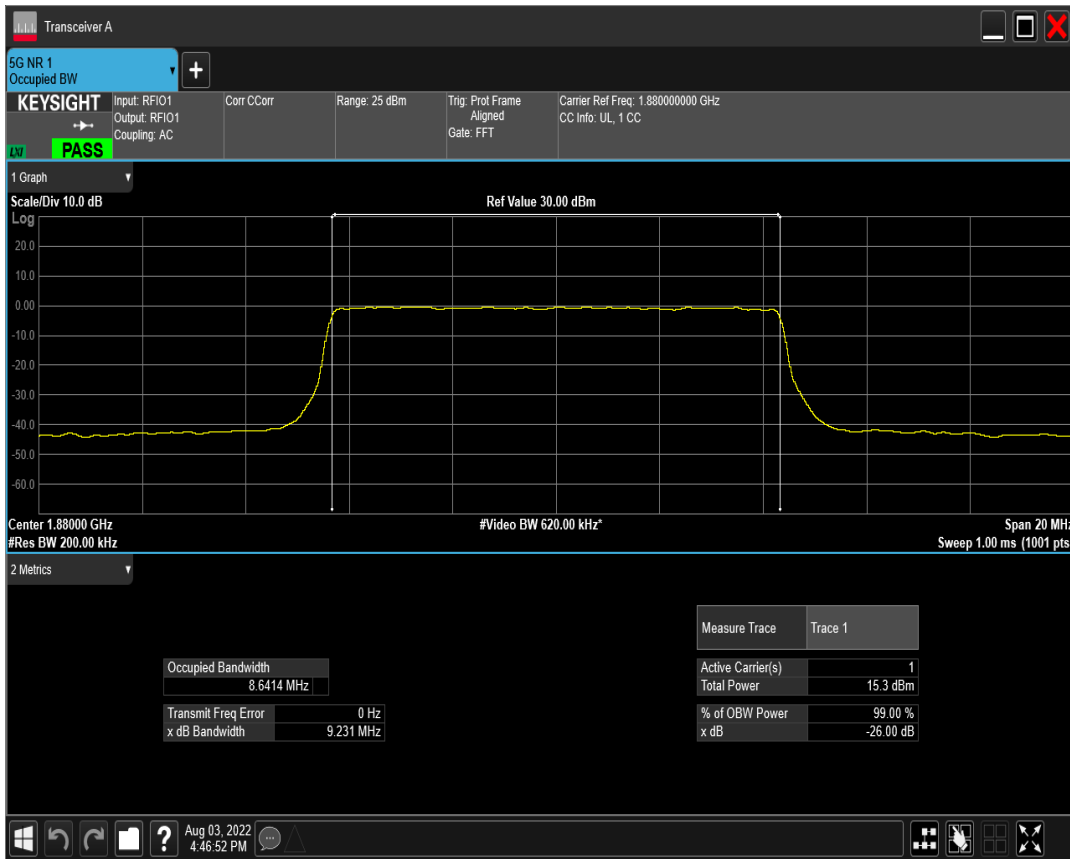 Transceiver A
5G NR 1
Occupied BW
KEYSIGHT
LXI
PASS
Input: RFIO1
Output: RFIO1
Coupling: AC
Corr CCorr
Range: 25 dBm
Trig: Prot Frame
Aligned
Gate: FFT
Carrier Ref Freq: 1.880000000 GHz
CC Info: UL, 1 CC
1 Graph
Scale/Div 10.0 dB
Ref Value 30.00 dBm
Log
20.0
10.0
0.00
-10.0
-20.0
-30.0
-40.0
-50.0
-60.0
Center 1.88000 GHz
#Video BW 620.00 kHz*
Span 20 MHz
#Res BW 200.00 kHz
Sweep 1.00 ms (1001 pts
2 Metrics
Measure Trace Trace 1
Occupied Bandwidth
8.6414 MHz
Active Carrier(s) 1
Total Power 15.3 dBm
Transmit Freq Error 0 Hz
x dB Bandwidth 9.231 MHz
% of OBW Power 99.00 %
x dB -26.00 dB
?
Aug 03, 2022
4:46:52 PM